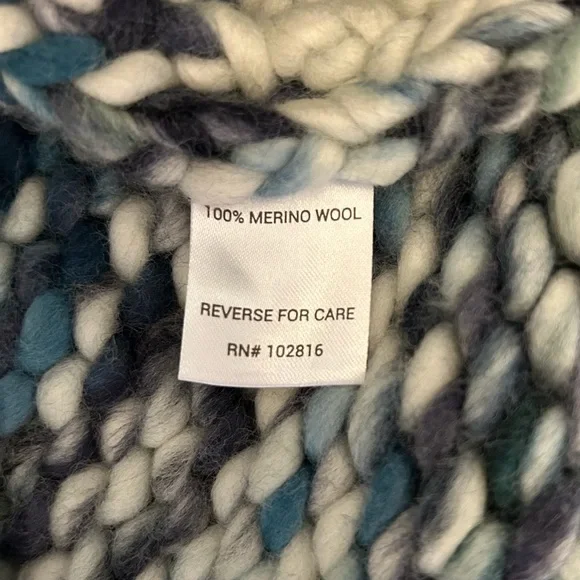 100% MERINO WOOL
REVERSE FOR CARE
RN# 102816